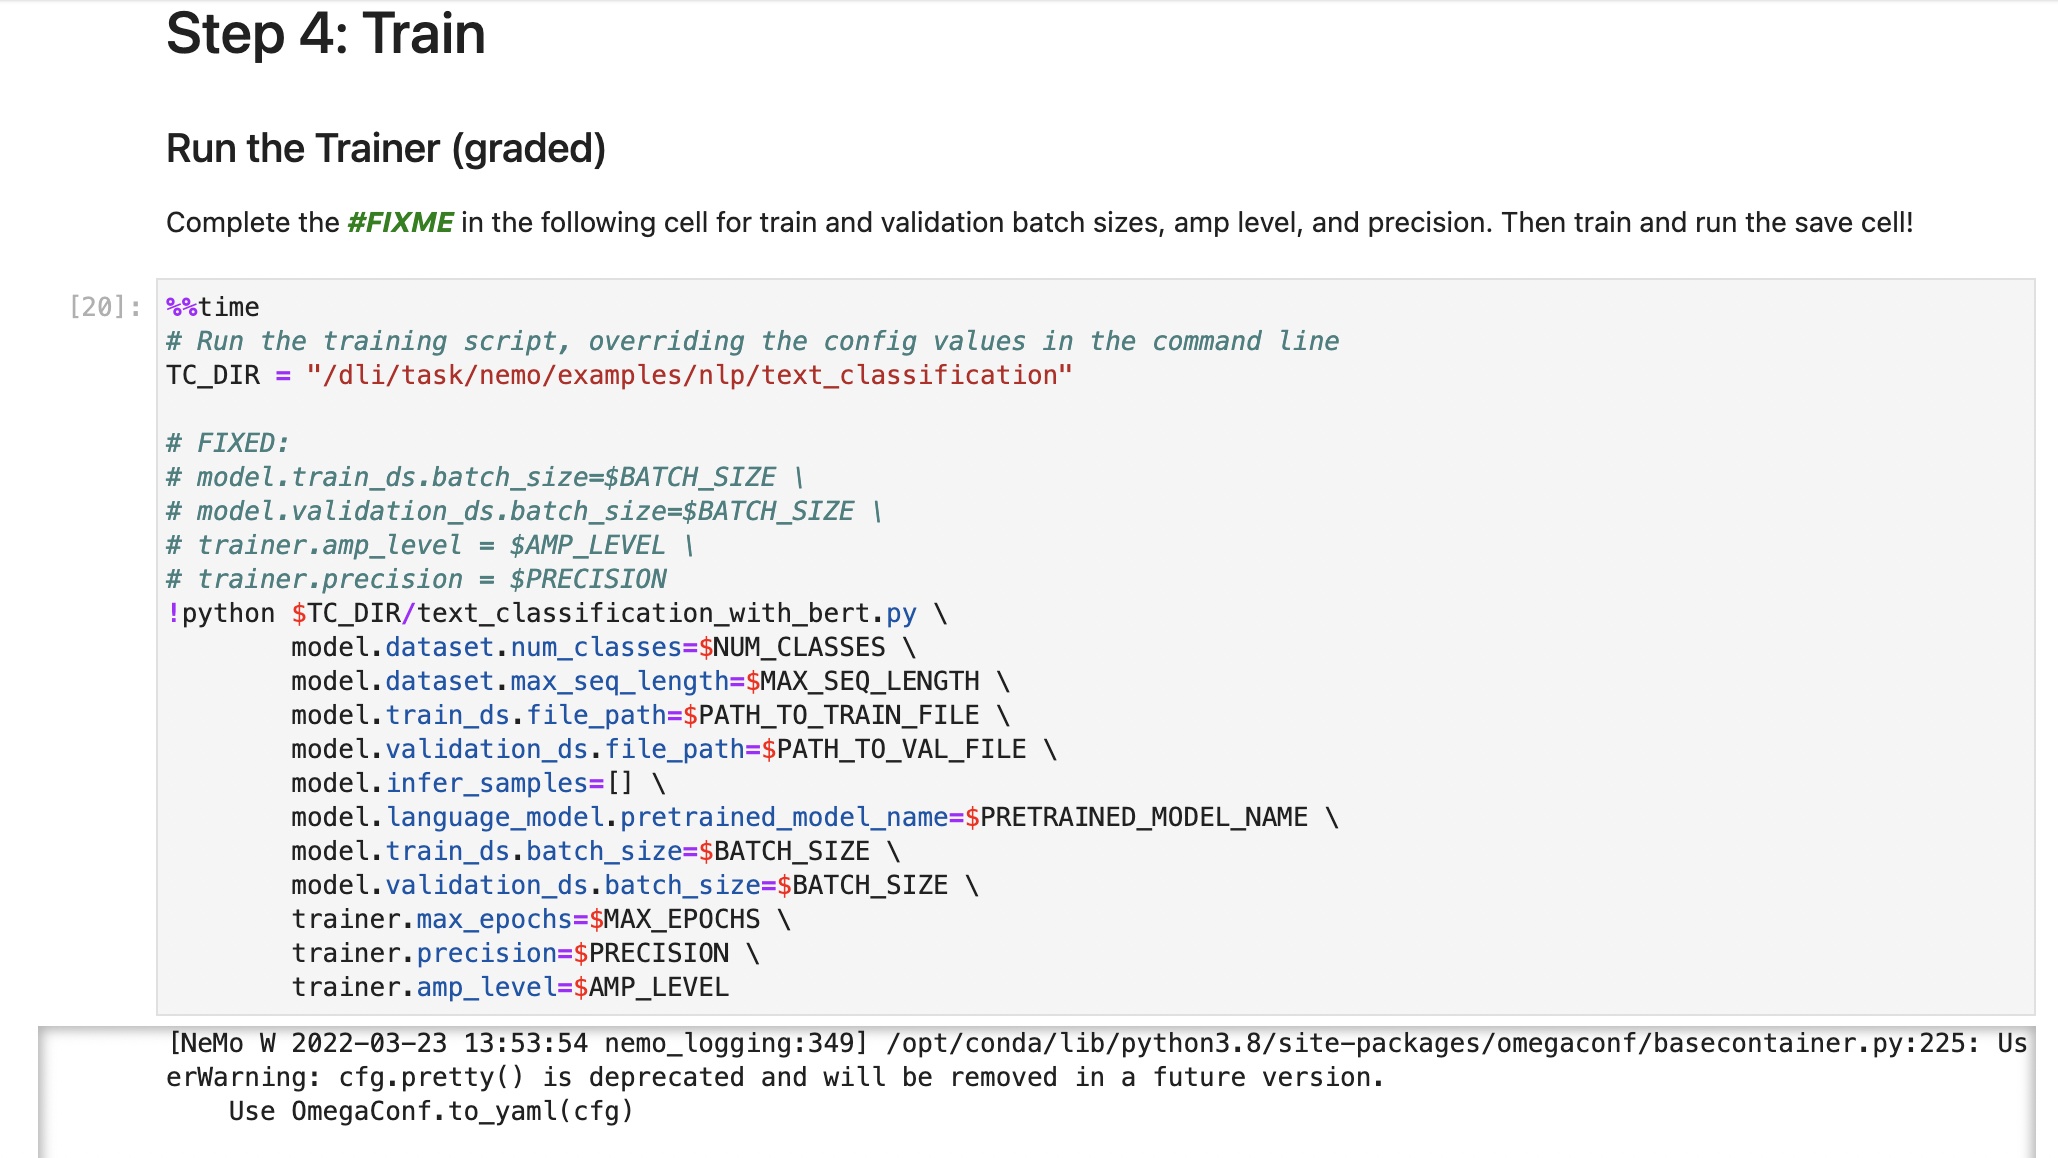 Step 4: Train
Run the Trainer (graded)
Complete the #FIXME in the following cell for train and validation batch sizes, amp level, and precision. Then train and run the save cell!
[20]: %%time
# Run the training script, overriding the config values in the command line
TC_DIR = "/dli/task/nemo/examples/nlp/text_classification"
# FIXED:
# model.train_ds.batch_size=$BATCH_SIZE \
# model.validation_ds.batch_size=$BATCH_SIZE \
# trainer.amp_level = $AMP_LEVEL \
# trainer.precision = $PRECISION
!python $TC_DIR/text_classification_with_bert.py \
model.dataset.num_classes=$NUM_CLASSES \
model.dataset.max_seq_length=$MAX_SEQ_LENGTH \
model.train_ds.file_path=$PATH_TO_TRAIN_FILE \
model.validation_ds.file_path=$PATH_TO_VAL_FILE \
model.infer_samples=[] \
model.language_model.pretrained_model_name=$PRETRAINED_MODEL_NAME \
model.train_ds.batch_size=$BATCH_SIZE \
model.validation_ds.batch_size=$BATCH_SIZE \
trainer.max_epochs=$MAX_EPOCHS \
trainer.precision=$PRECISION \
trainer.amp_level=$AMP_LEVEL
[NeMo W 2022-03-23 13:53:54 nemo_logging:349] /opt/conda/lib/python3.8/site-packages/omegaconf/basecontainer.py:225: Us
erWarning: cfg.pretty() is deprecated and will be removed in a future version.
Use OmegaConf.to_yaml(cfg)